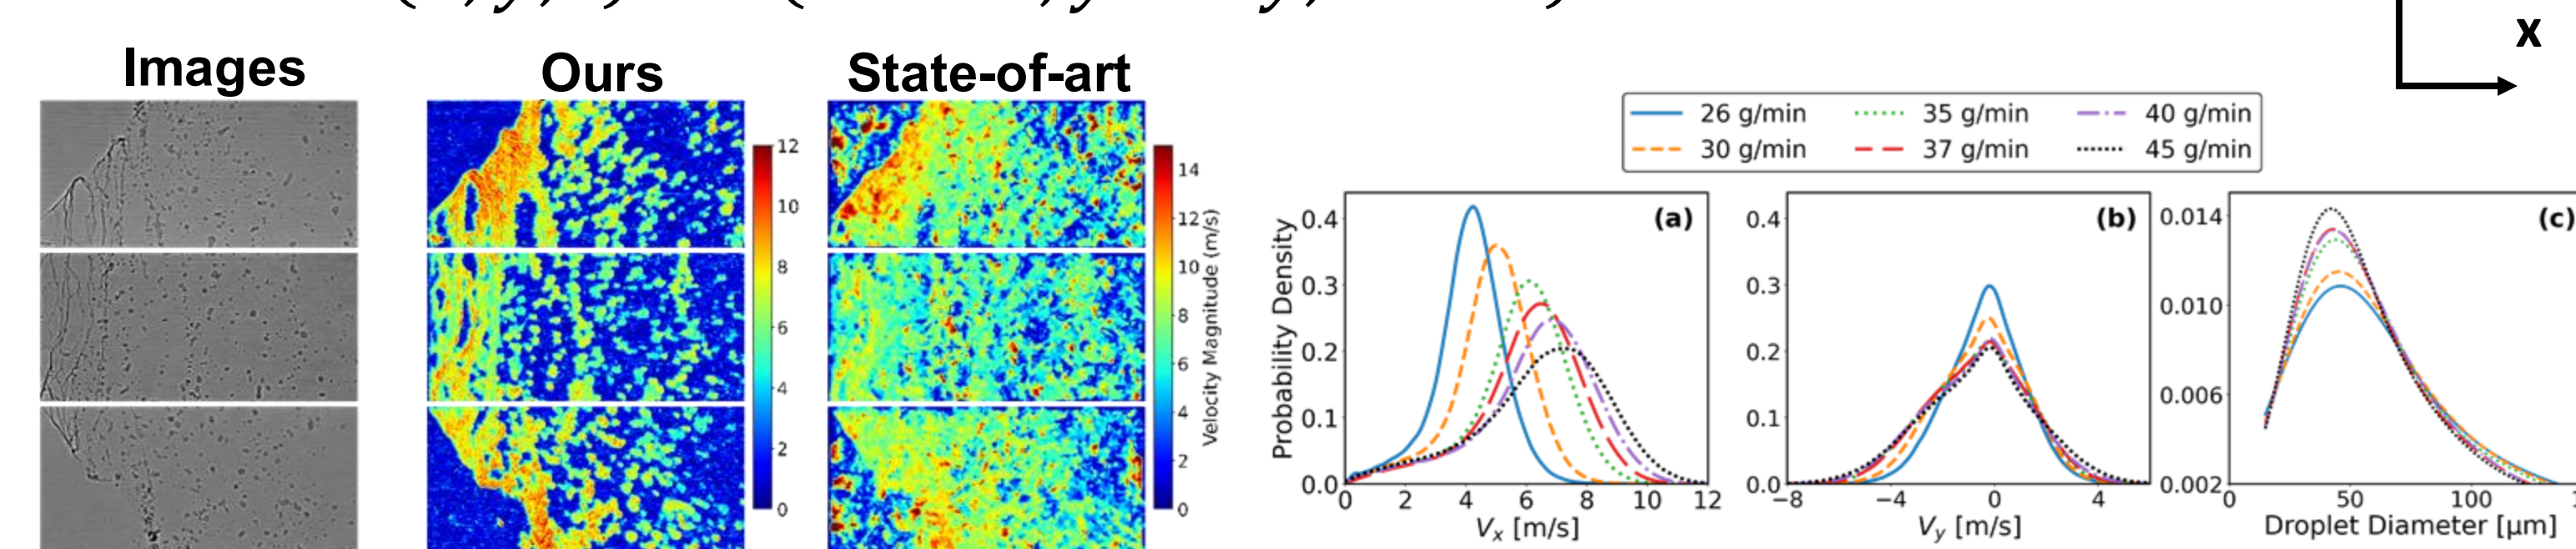 x
Images
Ours
State-of-art
12
10
8
6
4
2
0
14
12
10
8
6
4
2
0
Velocity Magnitude (m/s)
26 g/min
35 g/min
40 g/min
30 g/min
37 g/min
45 g/min
(a)
0.4
0.3
0.2
0.1
0.0
0 2 4 6 8 10 12
Probability Density
Vx [m/s]
(b)
0.4
0.3
0.2
0.1
0.0
−8 −4 0 4
Vy [m/s]
(c)
0.014
0.010
0.006
0.002
0 50 100
Droplet Diameter [µm]